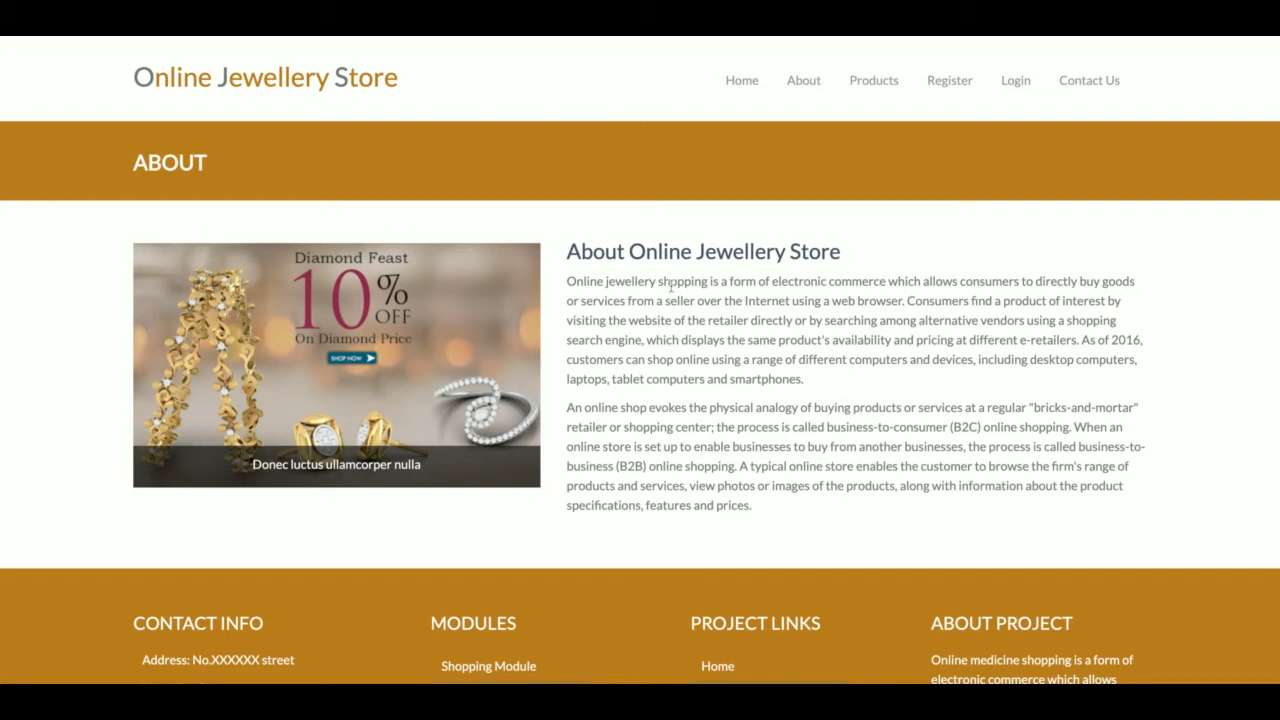 Online Jewellery Store
Home About Products Register Login Contact Us
ABOUT
Diamond Feast
10% OFF
On Diamond Price
SHOP NOW
Donec luctus ullamcorper nulla
About Online Jewellery Store
Online jewellery shopping is a form of electronic commerce which allows consumers to directly buy goods
or services from a seller over the Internet using a web browser. Consumers find a product of interest by
visiting the website of the retailer directly or by searching among alternative vendors using a shopping
search engine, which displays the same product's availability and pricing at different e-retailers. As of 2016,
customers can shop online using a range of different computers and devices, including desktop computers,
laptops, tablet computers and smartphones.
An online shop evokes the physical analogy of buying products or services at a regular "bricks-and-mortar"
retailer or shopping center; the process is called business-to-consumer (B2C) online shopping. When an
online store is set up to enable businesses to buy from another businesses, the process is called business-to-
business (B2B) online shopping. A typical online store enables the customer to browse the firm's range of
products and services, view photos or images of the products, along with information about the product
specifications, features and prices.
CONTACT INFO
Address: No.XXXXXX street
MODULES
Shopping Module
PROJECT LINKS
Home
ABOUT PROJECT
Online medicine shopping is a form of
electronic commerce which allows